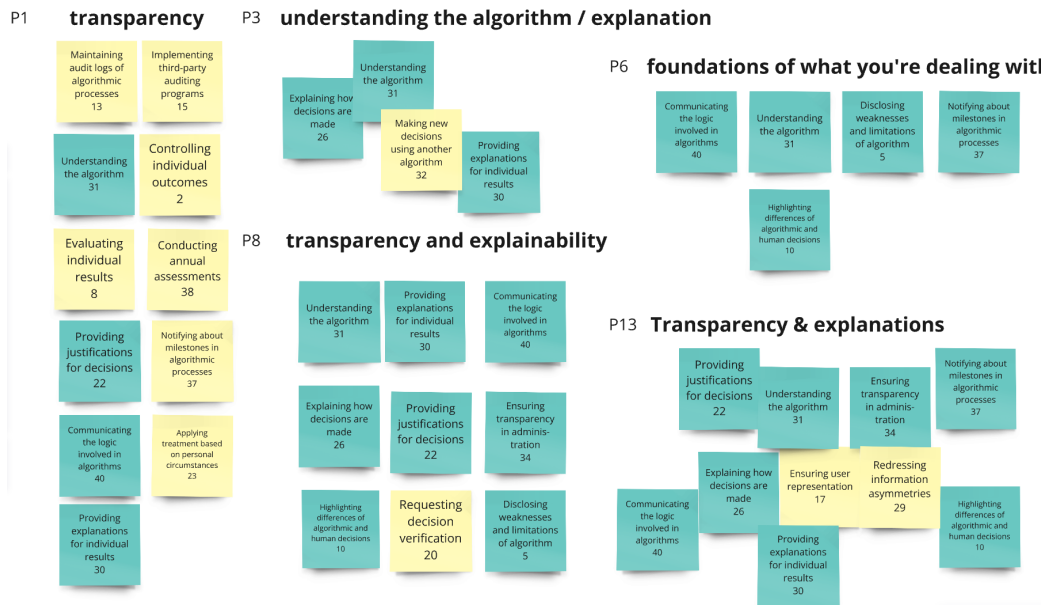 P1 transparency
Maintaining
audit logs of
algorithmic
processes
13
Implementing
third-party
auditing
programs
15
Understanding
the algorithm
31
Controlling
individual
outcomes
2
Evaluating
individual
results
8
Conducting
annual
assessments
38
Providing
justifications
for decisions
22
Notifying about
milestones in
algorithmic
processes
37
Communicating
the logic
involved in
algorithms
40
Applying
treatment based
on personal
circumstances
23
Providing
explanations
for individual
results
30
P3 understanding the algorithm / explanation
Explaining how
decisions are
made
26
Understanding
the algorithm
31
Making new
decisions
using another
algorithm
32
Providing
explanations
for individual
results
30
P6 foundations of what you're dealing with
Communicating
the logic
involved in
algorithms
40
Understanding
the algorithm
31
Disclosing
weaknesses
and limitations
of algorithm
5
Notifying about
milestones in
algorithmic
processes
37
Highlighting
differences of
algorithmic and
human decisions
10
P8 transparency and explainability
Understanding
the algorithm
31
Providing
explanations
for individual
results
30
Communicating
the logic
involved in
algorithms
40
Explaining how
decisions are
made
26
Providing
justifications
for decisions
22
Ensuring
transparency
in adminis-
tration
34
Highlighting
differences of
algorithmic and
human decisions
10
Requesting
decision
verification
20
Disclosing
weaknesses
and limitations
of algorithm
5
P13 Transparency & explanations
Providing
justifications
for decisions
22
Understanding
the algorithm
31
Ensuring
transparency
in adminis-
tration
34
Notifying about
milestones in
algorithmic
processes
37
Communicating
the logic
involved in
algorithms
40
Explaining how
decisions are
made
26
Ensuring user
representation
17
Redressing
information
asymmetries
29
Providing
explanations
for individual
results
30
Highlighting
differences of
algorithmic and
human decisions
10